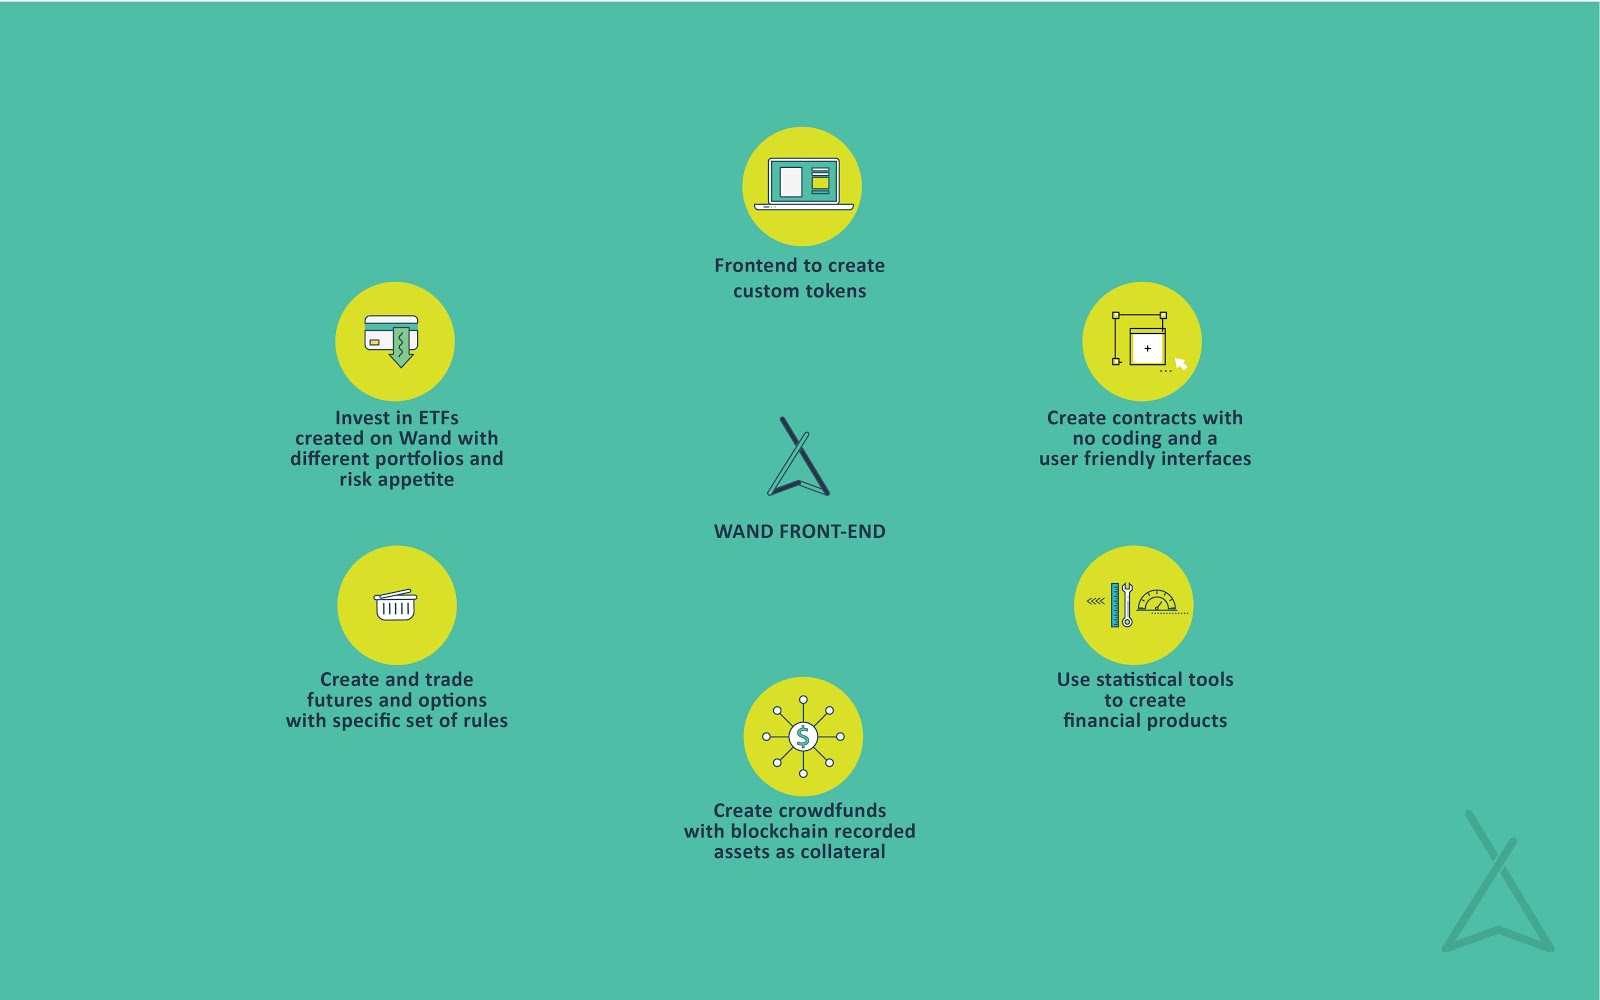 Frontend to create
custom tokens
Invest in ETFs
created on Wand with
different portfolios and
risk appetite
Create contracts with
no coding and a
user friendly interfaces
WAND FRONT-END
Create and trade
futures and options
with specific set of rules
Use statistical tools
to create
financial products
$
Create crowdfunds
with blockchain recorded
assets as collateral